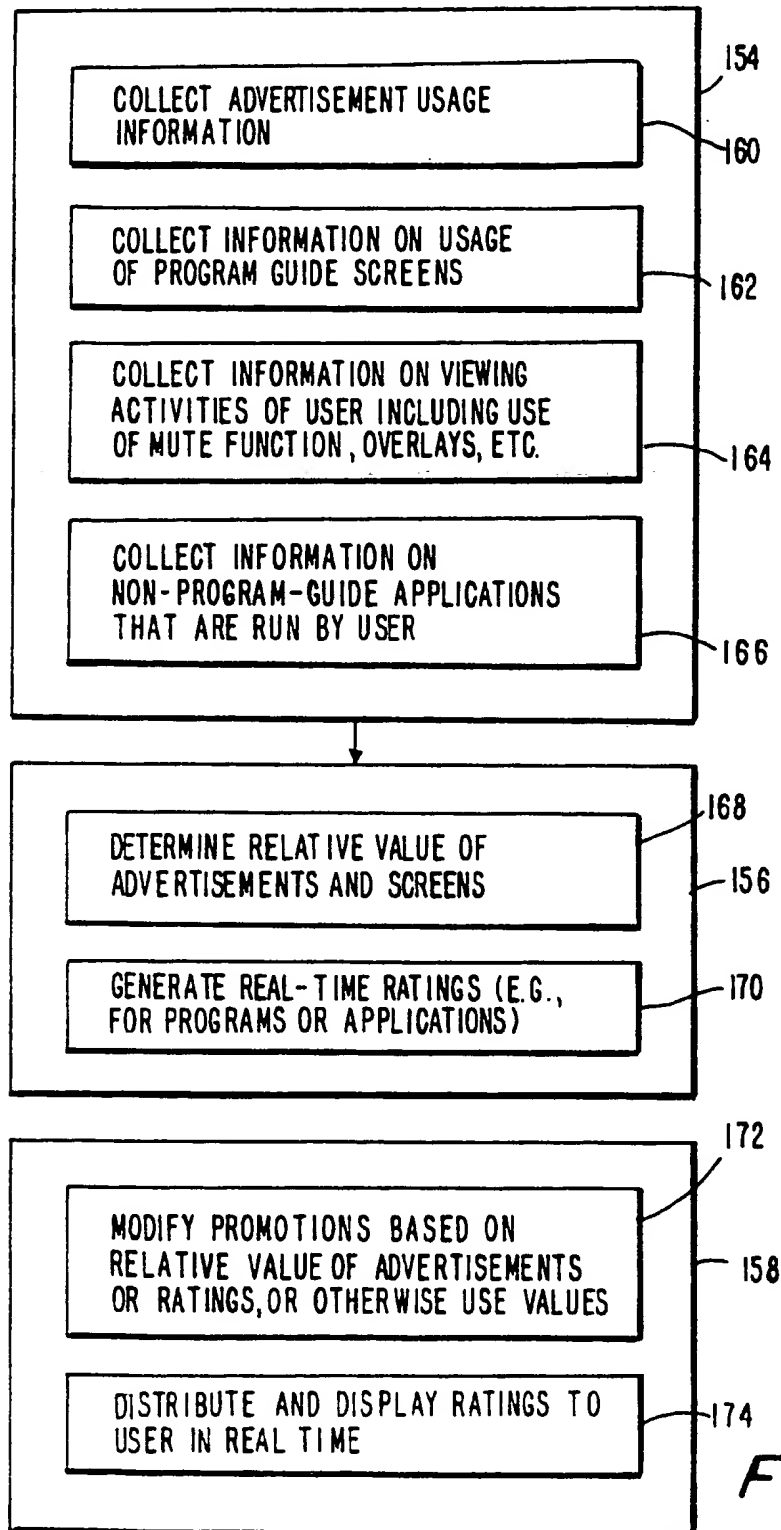 154
COLLECT ADVERTISEMENT USAGE
INFORMATION
160
COLLECT INFORMATION ON USAGE
OF PROGRAM GUIDE SCREENS
162
COLLECT INFORMATION ON VIEWING
ACTIVITIES OF USER INCLUDING USE
OF MUTE FUNCTION, OVERLAYS, ETC.
164
COLLECT INFORMATION ON
NON-PROGRAM-GUIDE APPLICATIONS
THAT ARE RUN BY USER
166
168
DETERMINE RELATIVE VALUE OF
ADVERTISEMENTS AND SCREENS
156
GENERATE REAL-TIME RATINGS (E.G.,
FOR PROGRAMS OR APPLICATIONS)
170
172
MODIFY PROMOTIONS BASED ON
RELATIVE VALUE OF ADVERTISEMENTS
OR RATINGS, OR OTHERWISE USE VALUES
158
DISTRIBUTE AND DISPLAY RATINGS TO
USER IN REAL TIME
174
F